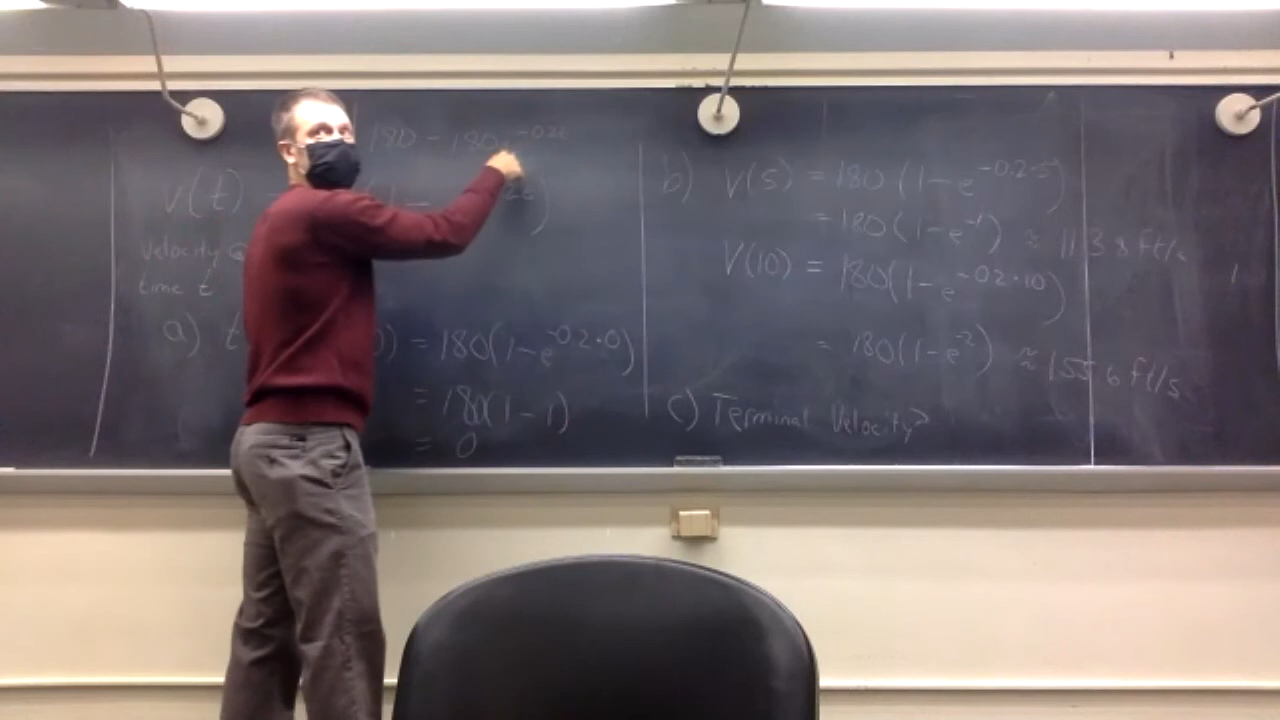 180 - 180 -0.2t
v(t)
(1 -
velocity @
time t
a) t
) = 180(1-e^-0.2·0)
= 180(1-1)
= 0
b) V(5) = 180(1-e^-0.2·5)
= 180(1-e^-1) ≈ 113.8 ft/s
V(10) = 180(1-e^-0.2·10)
= 180(1-e^-2) ≈ 155.6 ft/s
c) Terminal Velocity?